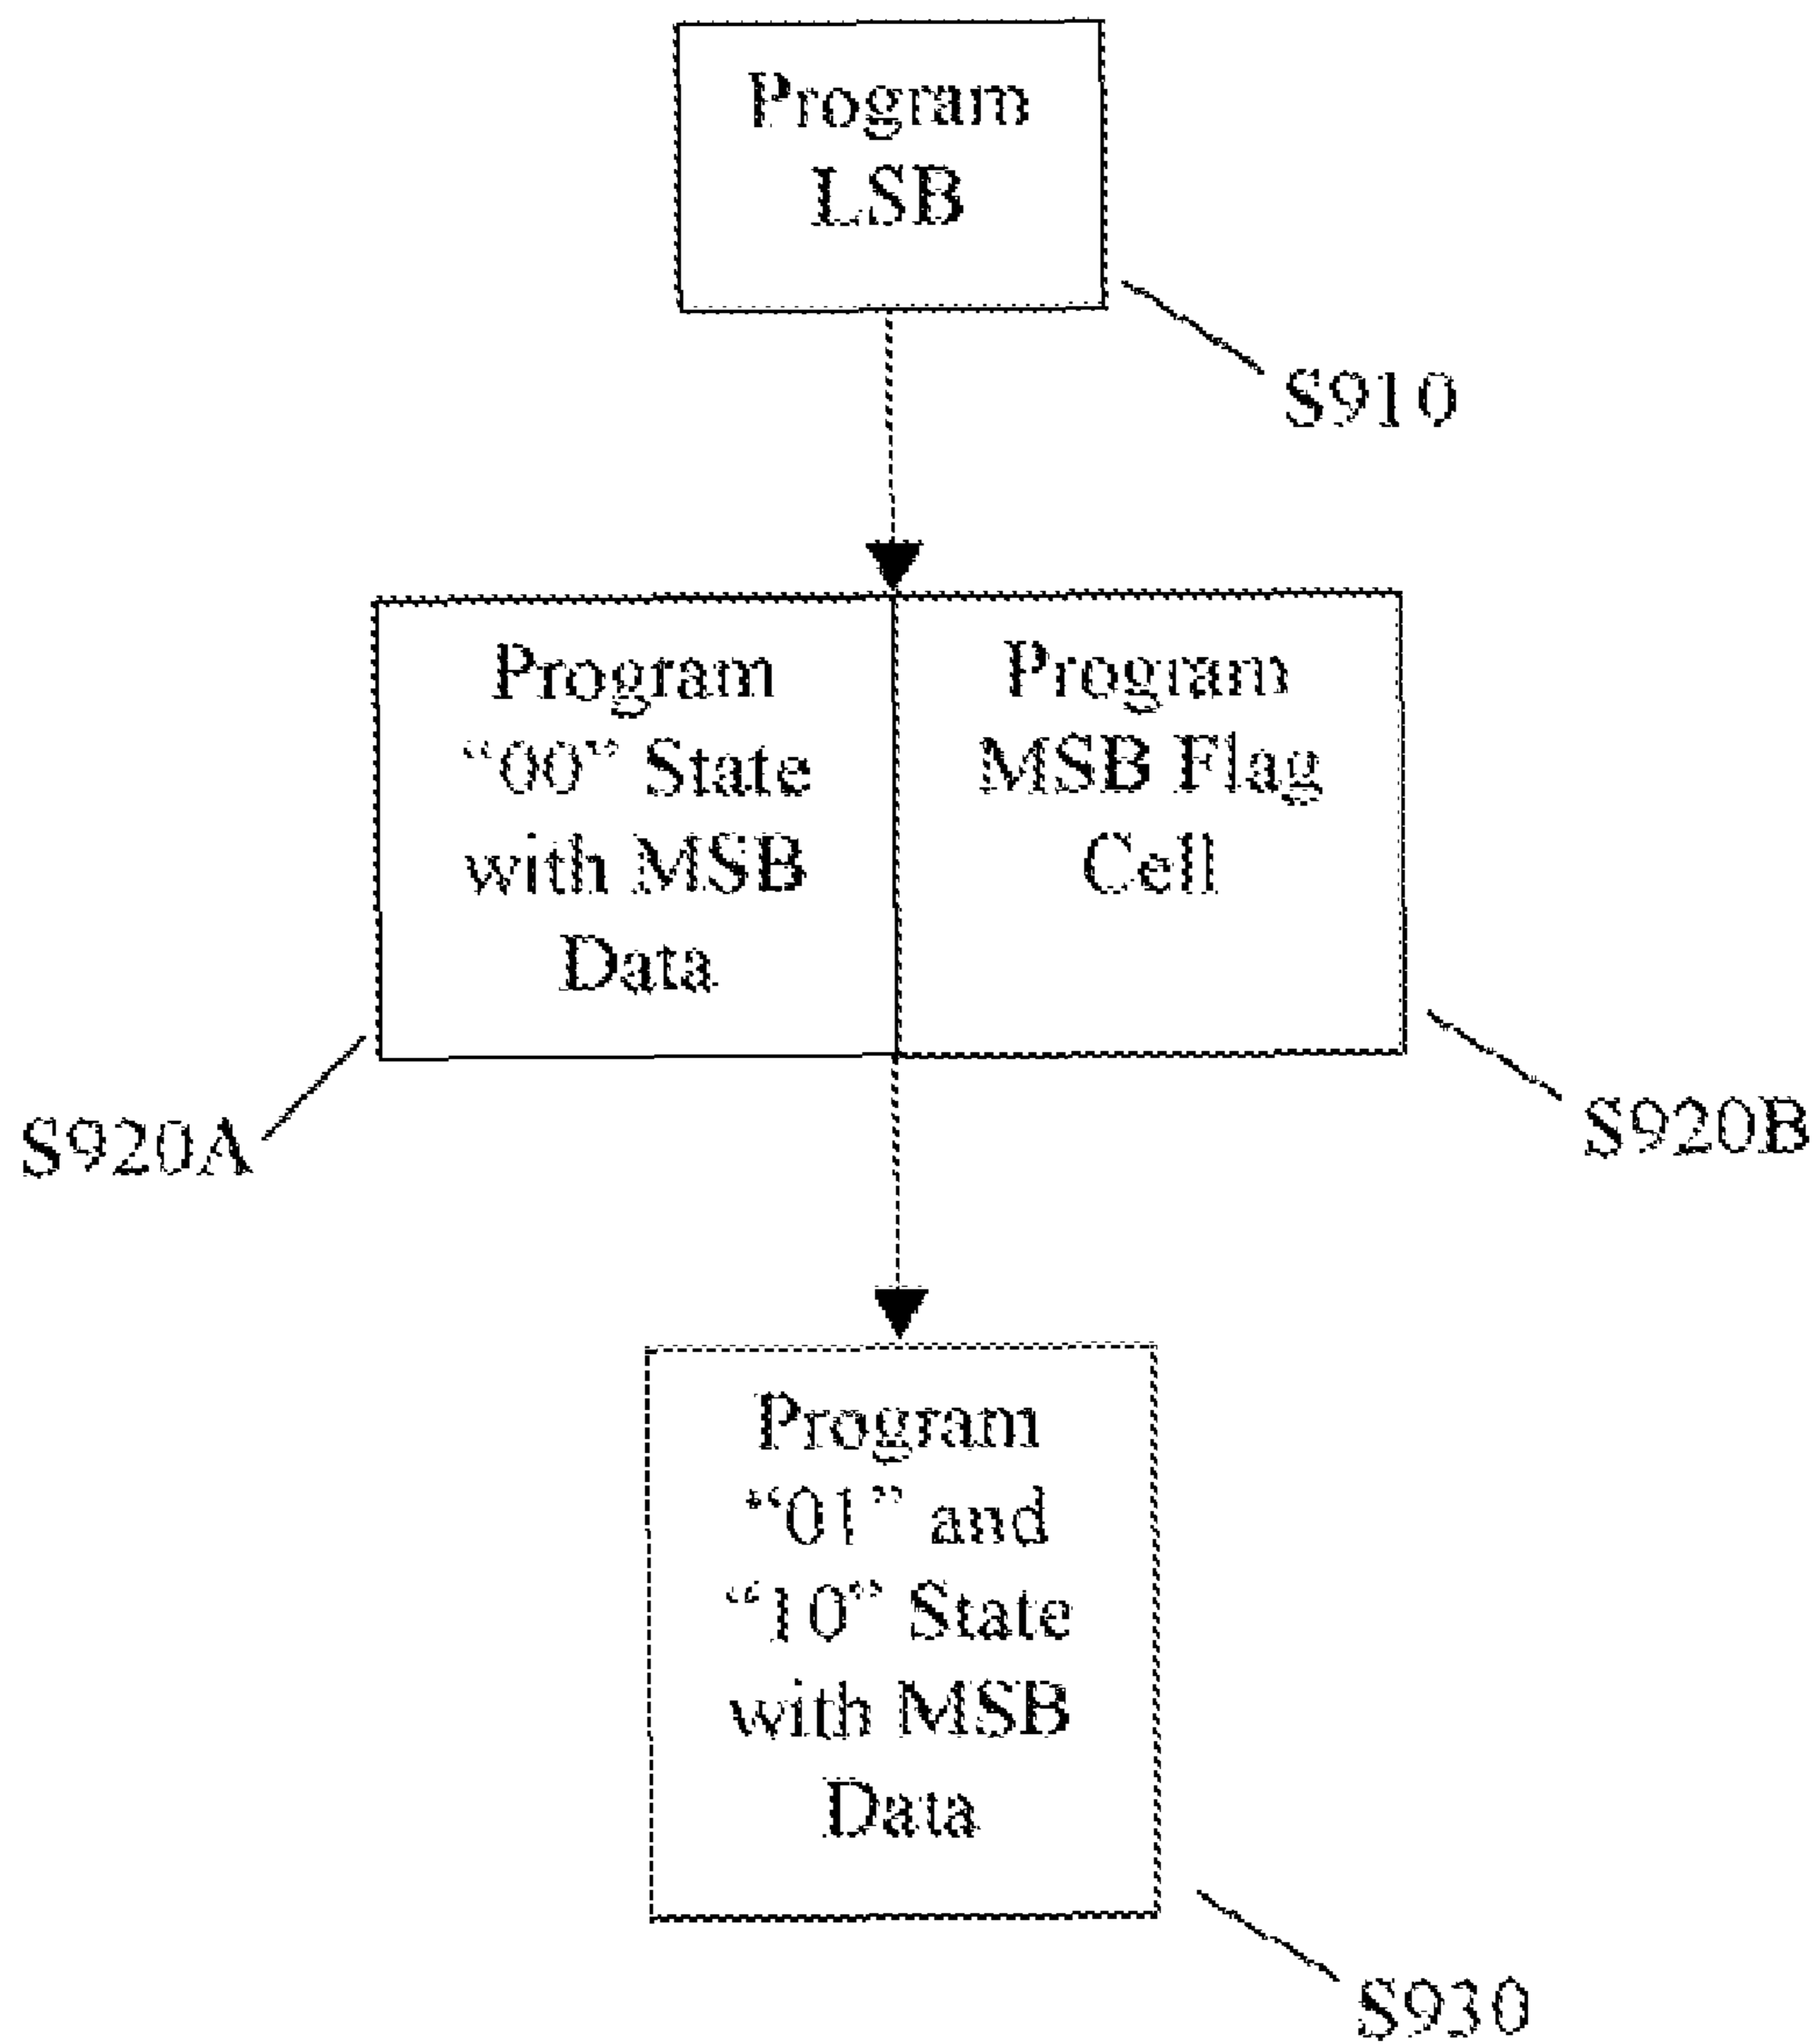 Program
LSB
S910
Program
“00” State
with MSB
Data
Program
MSB Flag
Cell
S920A
S920B
Program
“01” and
“10” State
with MSB
Data
S930